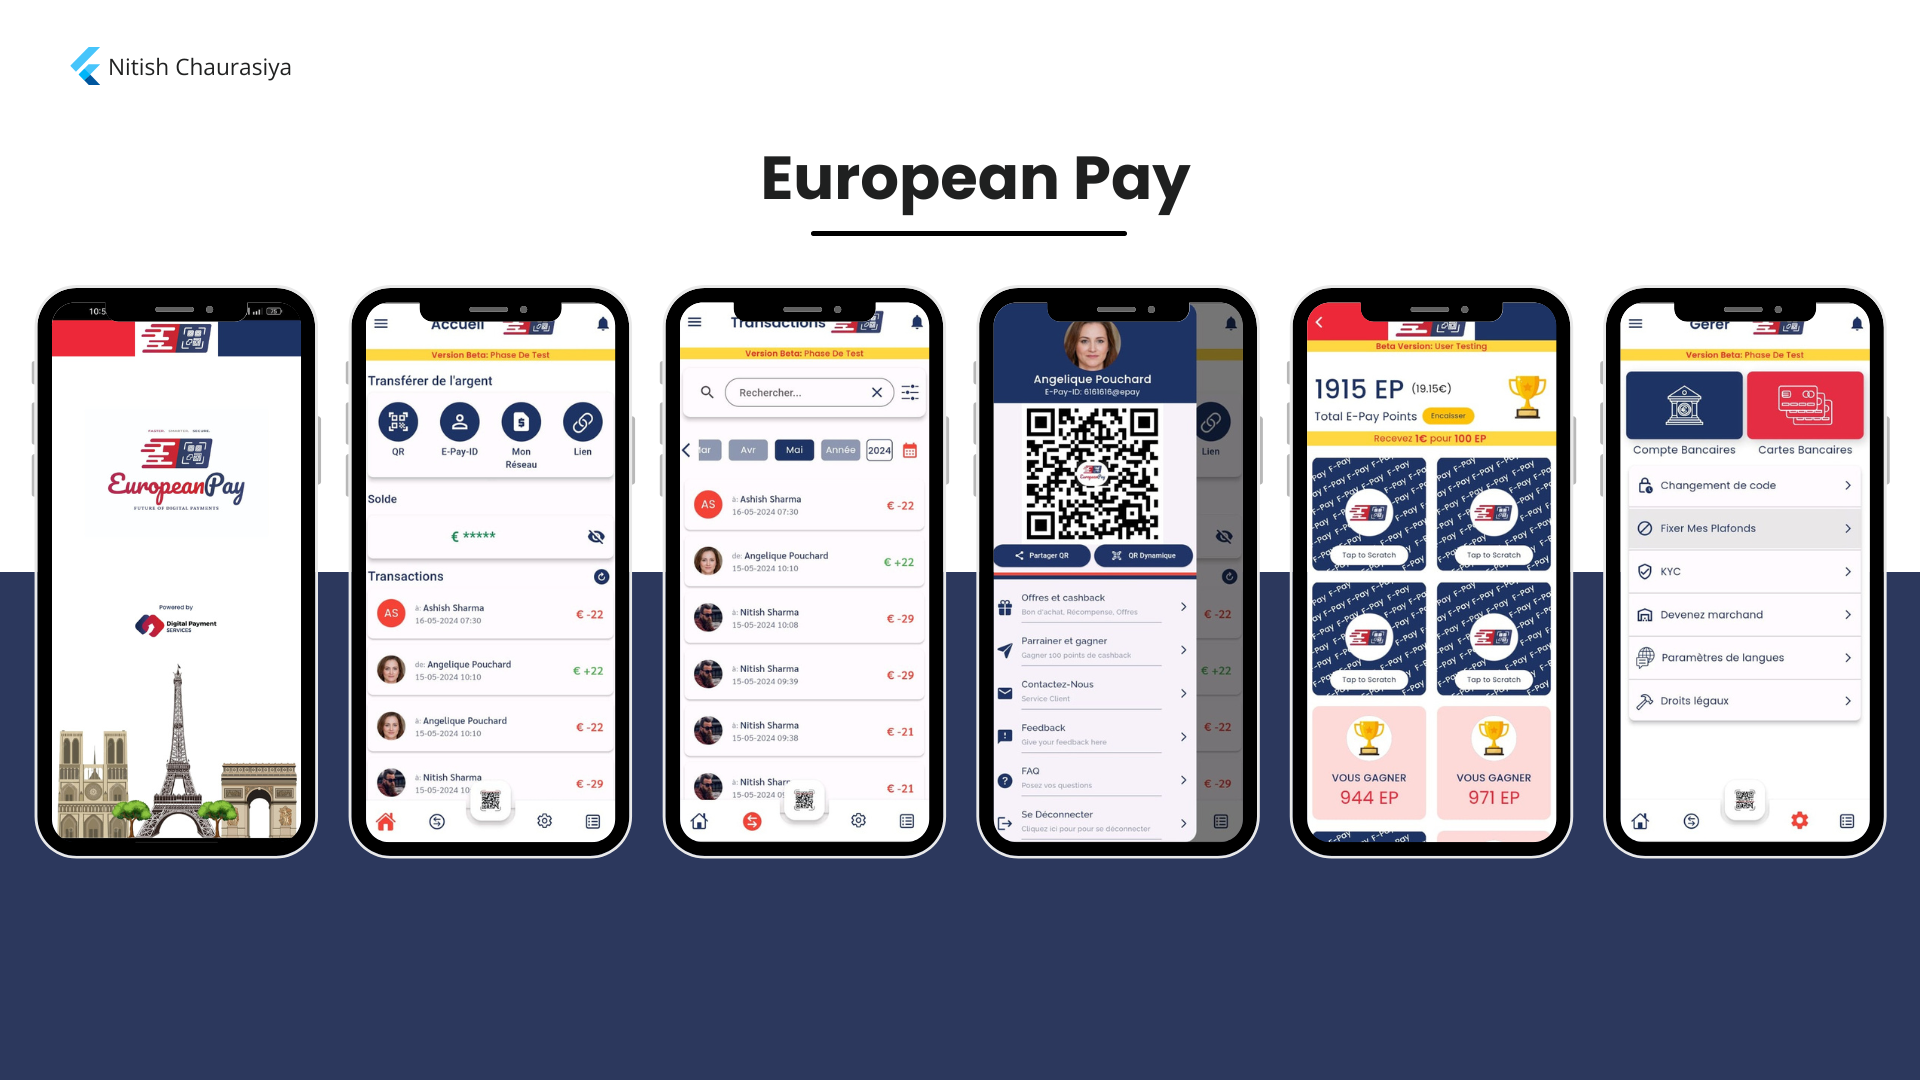 Nitish Chaurasiya
European Pay
10:5
FASTER. SMARTER. SECURE.
EuropeanPay
FUTURE OF DIGITAL PAYMENTS
Powered by
Digital Payment
SERVICES
Accueil
Version Beta: Phase De Test
Transférer de l'argent
QR
E-Pay-ID
Mon
Réseau
Lien
Solde
€ *****
Transactions
AS
à: Ashish Sharma
16-05-2024 07:30
€ -22
de: Angelique Pouchard
15-05-2024 10:10
€ +22
à: Angelique Pouchard
15-05-2024 10:10
€ -22
à: Nitish Sharma
15-05-2024 10
€ -29
Transactions
Version Beta: Phase De Test
Rechercher...
ar
Avr
Mai
Année
2024
AS
à: Ashish Sharma
16-05-2024 07:30
€ -22
de: Angelique Pouchard
15-05-2024 10:10
€ +22
à: Nitish Sharma
15-05-2024 10:08
€ -29
à: Nitish Sharma
15-05-2024 09:39
€ -29
à: Nitish Sharma
15-05-2024 09:38
€ -21
à: Nitish Sharr
15-05-2024 0
€ -21
Angelique Pouchard
E-Pay-ID: 6161616@epay
EuropeanPay
Partager QR
QR Dynamique
Offres et cashback
Bon d'achat, Récompense, Offres
Parrainer et gagner
Gagner 100 points de cashback
Contactez-Nous
Service Client
Feedback
Give your feedback here
FAQ
Posez vos questions
Se Déconnecter
Cliquez ici pour pour se déconnecter
Lien
€ -22
€ +22
€ -22
€ -29
Beta Version: User Testing
1915 EP (19.15€)
Total E-Pay Points
Encaisser
Recevez 1€ pour 100 EP
Tap to Scratch
Tap to Scratch
Tap to Scratch
Tap to Scratch
VOUS GAGNER
944 EP
VOUS GAGNER
971 EP
Gérer
Version Beta: Phase De Test
Compte Bancaires
Cartes Bancaires
Changement de code
Fixer Mes Plafonds
KYC
Devenez marchand
Paramètres de langues
Droits légaux